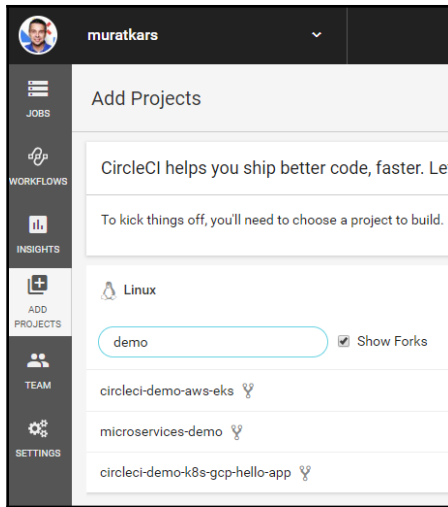 muratkars
JOBS
WORKFLOWS
INSIGHTS
ADD
PROJECTS
TEAM
SETTINGS
Add Projects
CircleCI helps you ship better code, faster. Le
To kick things off, you'll need to choose a project to build.
Linux
demo
Show Forks
circleci-demo-aws-eks
microservices-demo
circleci-demo-k8s-gcp-hello-app